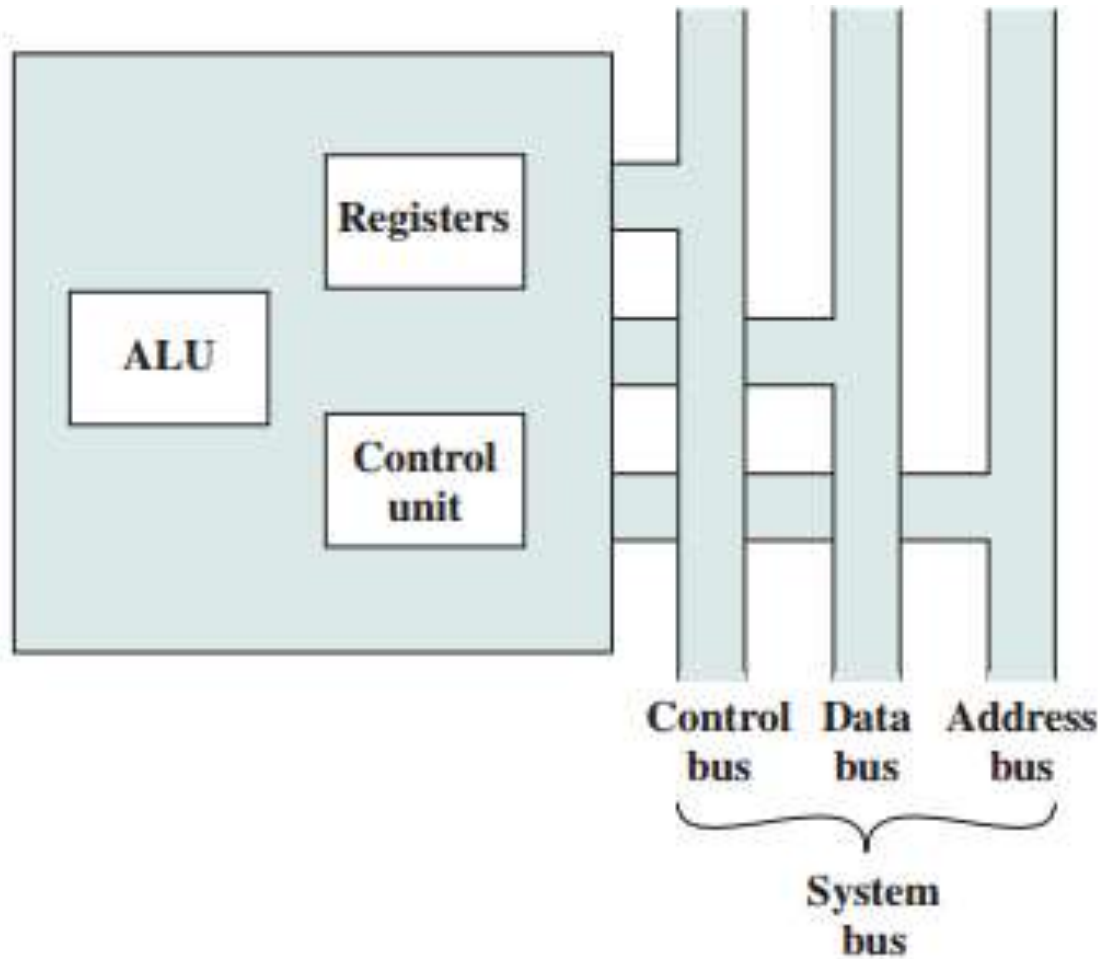 Registers
ALU
Control
unit
Control Data Address
bus bus bus
System
bus